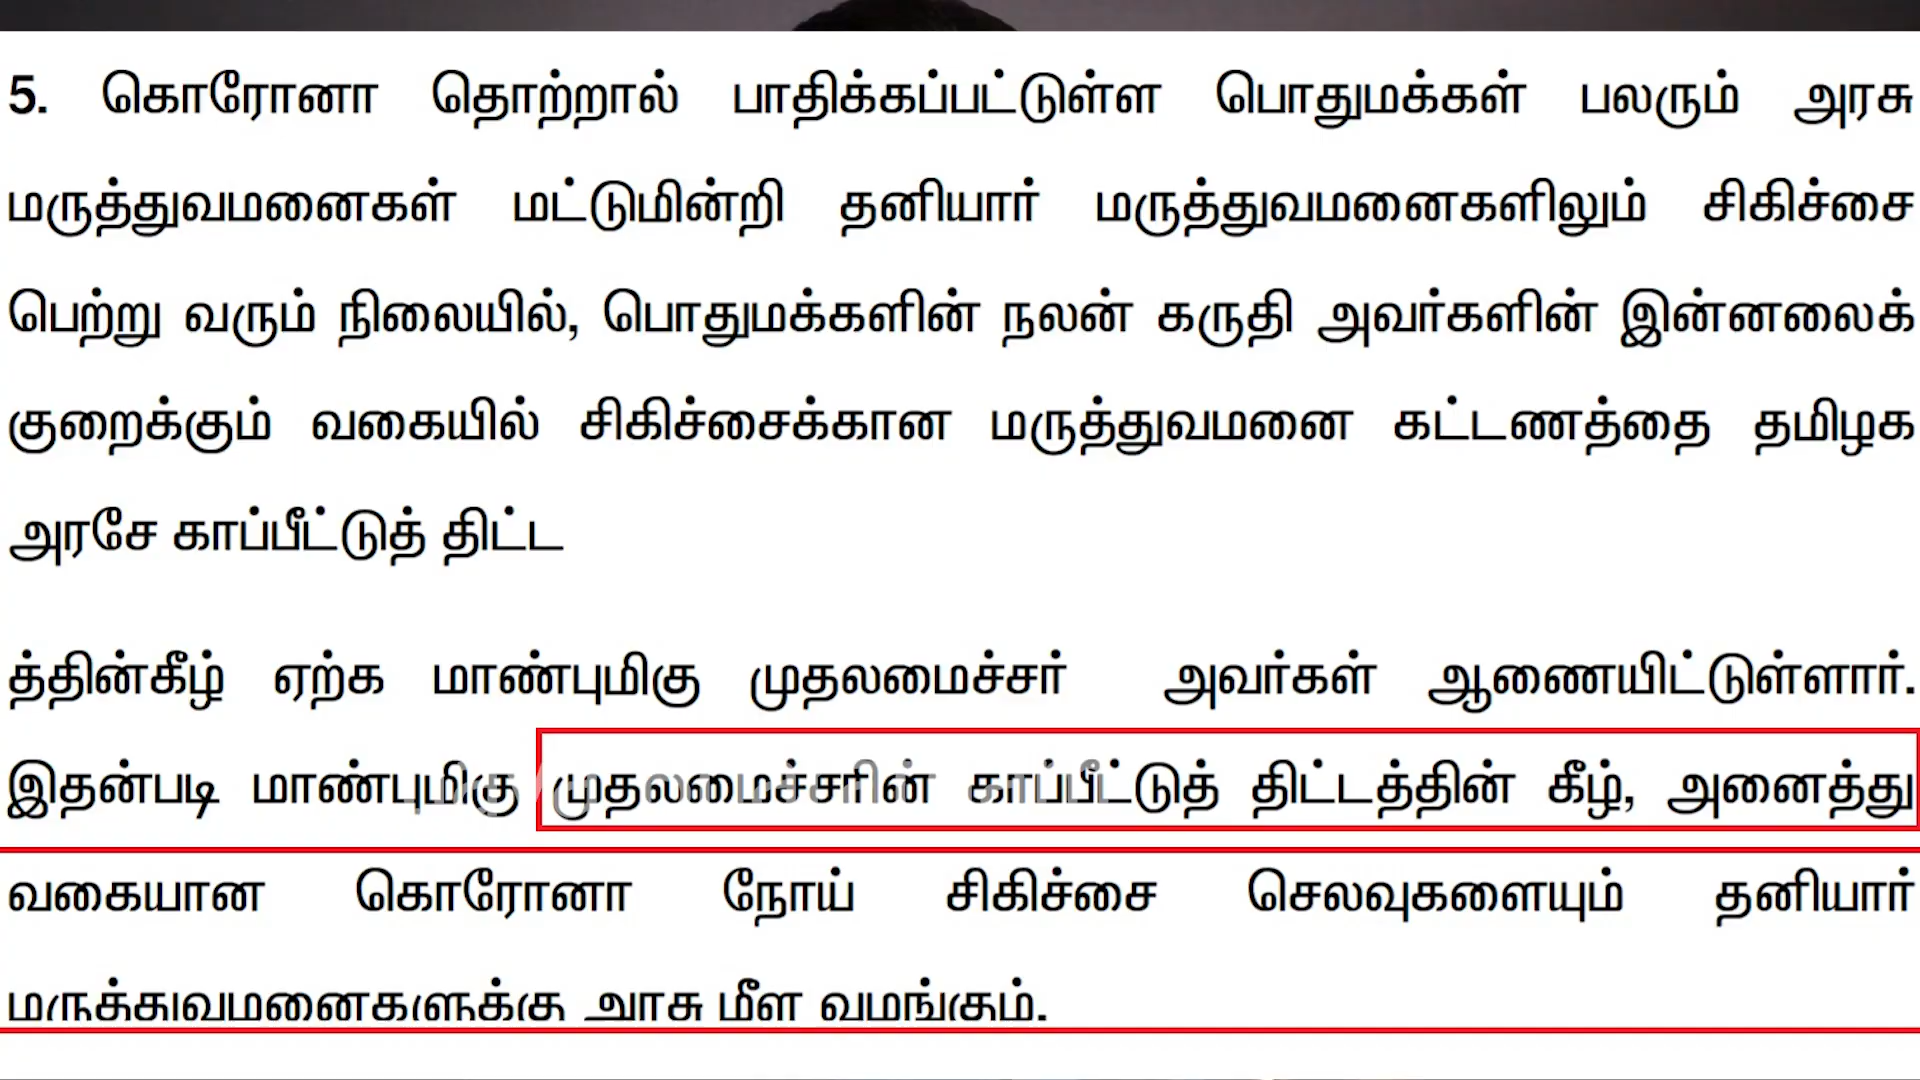 5. கொரோனா தொற்றால் பாதிக்கப்பட்டுள்ள பொதுமக்கள் பலரும் அரசு
மருத்துவமனைகள் மட்டுமின்றி தனியார் மருத்துவமனைகளிலும் சிகிச்சை
பெற்று வரும் நிலையில், பொதுமக்களின் நலன் கருதி அவர்களின் இன்னலைக்
குறைக்கும் வகையில் சிகிச்சைக்கான மருத்துவமனை கட்டணத்தை தமிழக
அரசே காப்பீட்டுத் திட்ட
த்தின்கீழ் ஏற்க மாண்புமிகு முதலமைச்சர் அவர்கள் ஆணையிட்டுள்ளார்.
இதன்படி மாண்புமிகு முதலமைச்சரின் காப்பீட்டுத் திட்டத்தின் கீழ், அனைத்து
வகையான கொரோனா நோய் சிகிச்சை செலவுகளையும் தனியார்
மருத்துவமனைகளுக்கு அரசு மீள வழங்கும்.